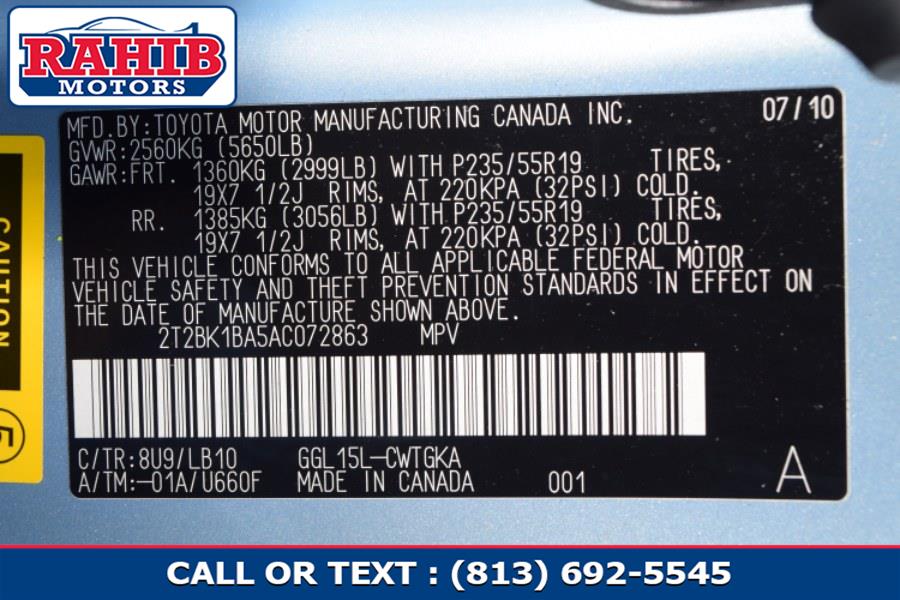 RAHIB
MOTORS
MFD.BY:TOYOTA MOTOR MANUFACTURING CANADA INC. 07/10
GVWR:2560KG (5650LB)
GAWR:FRT. 1360KG (2999LB) WITH P235/55R19 TIRES,
19X7 1/2J RIMS, AT 220KPA (32PSI) COLD.
RR. 1385KG (3056LB) WITH P235/55R19 TIRES,
19X7 1/2J RIMS, AT 220KPA (32PSI) COLD.
THIS VEHICLE CONFORMS TO ALL APPLICABLE FEDERAL MOTOR
VEHICLE SAFETY AND THEFT PREVENTION STANDARDS IN EFFECT ON
THE DATE OF MANUFACTURE SHOWN ABOVE.
2T2BK1BA5AC072863 MPV
C/TR:8U9/LB10 GGL15L-CWTGKA
A/TM:-01A/U660F MADE IN CANADA 001 A
CAUTION
CALL OR TEXT : (813) 692-5545